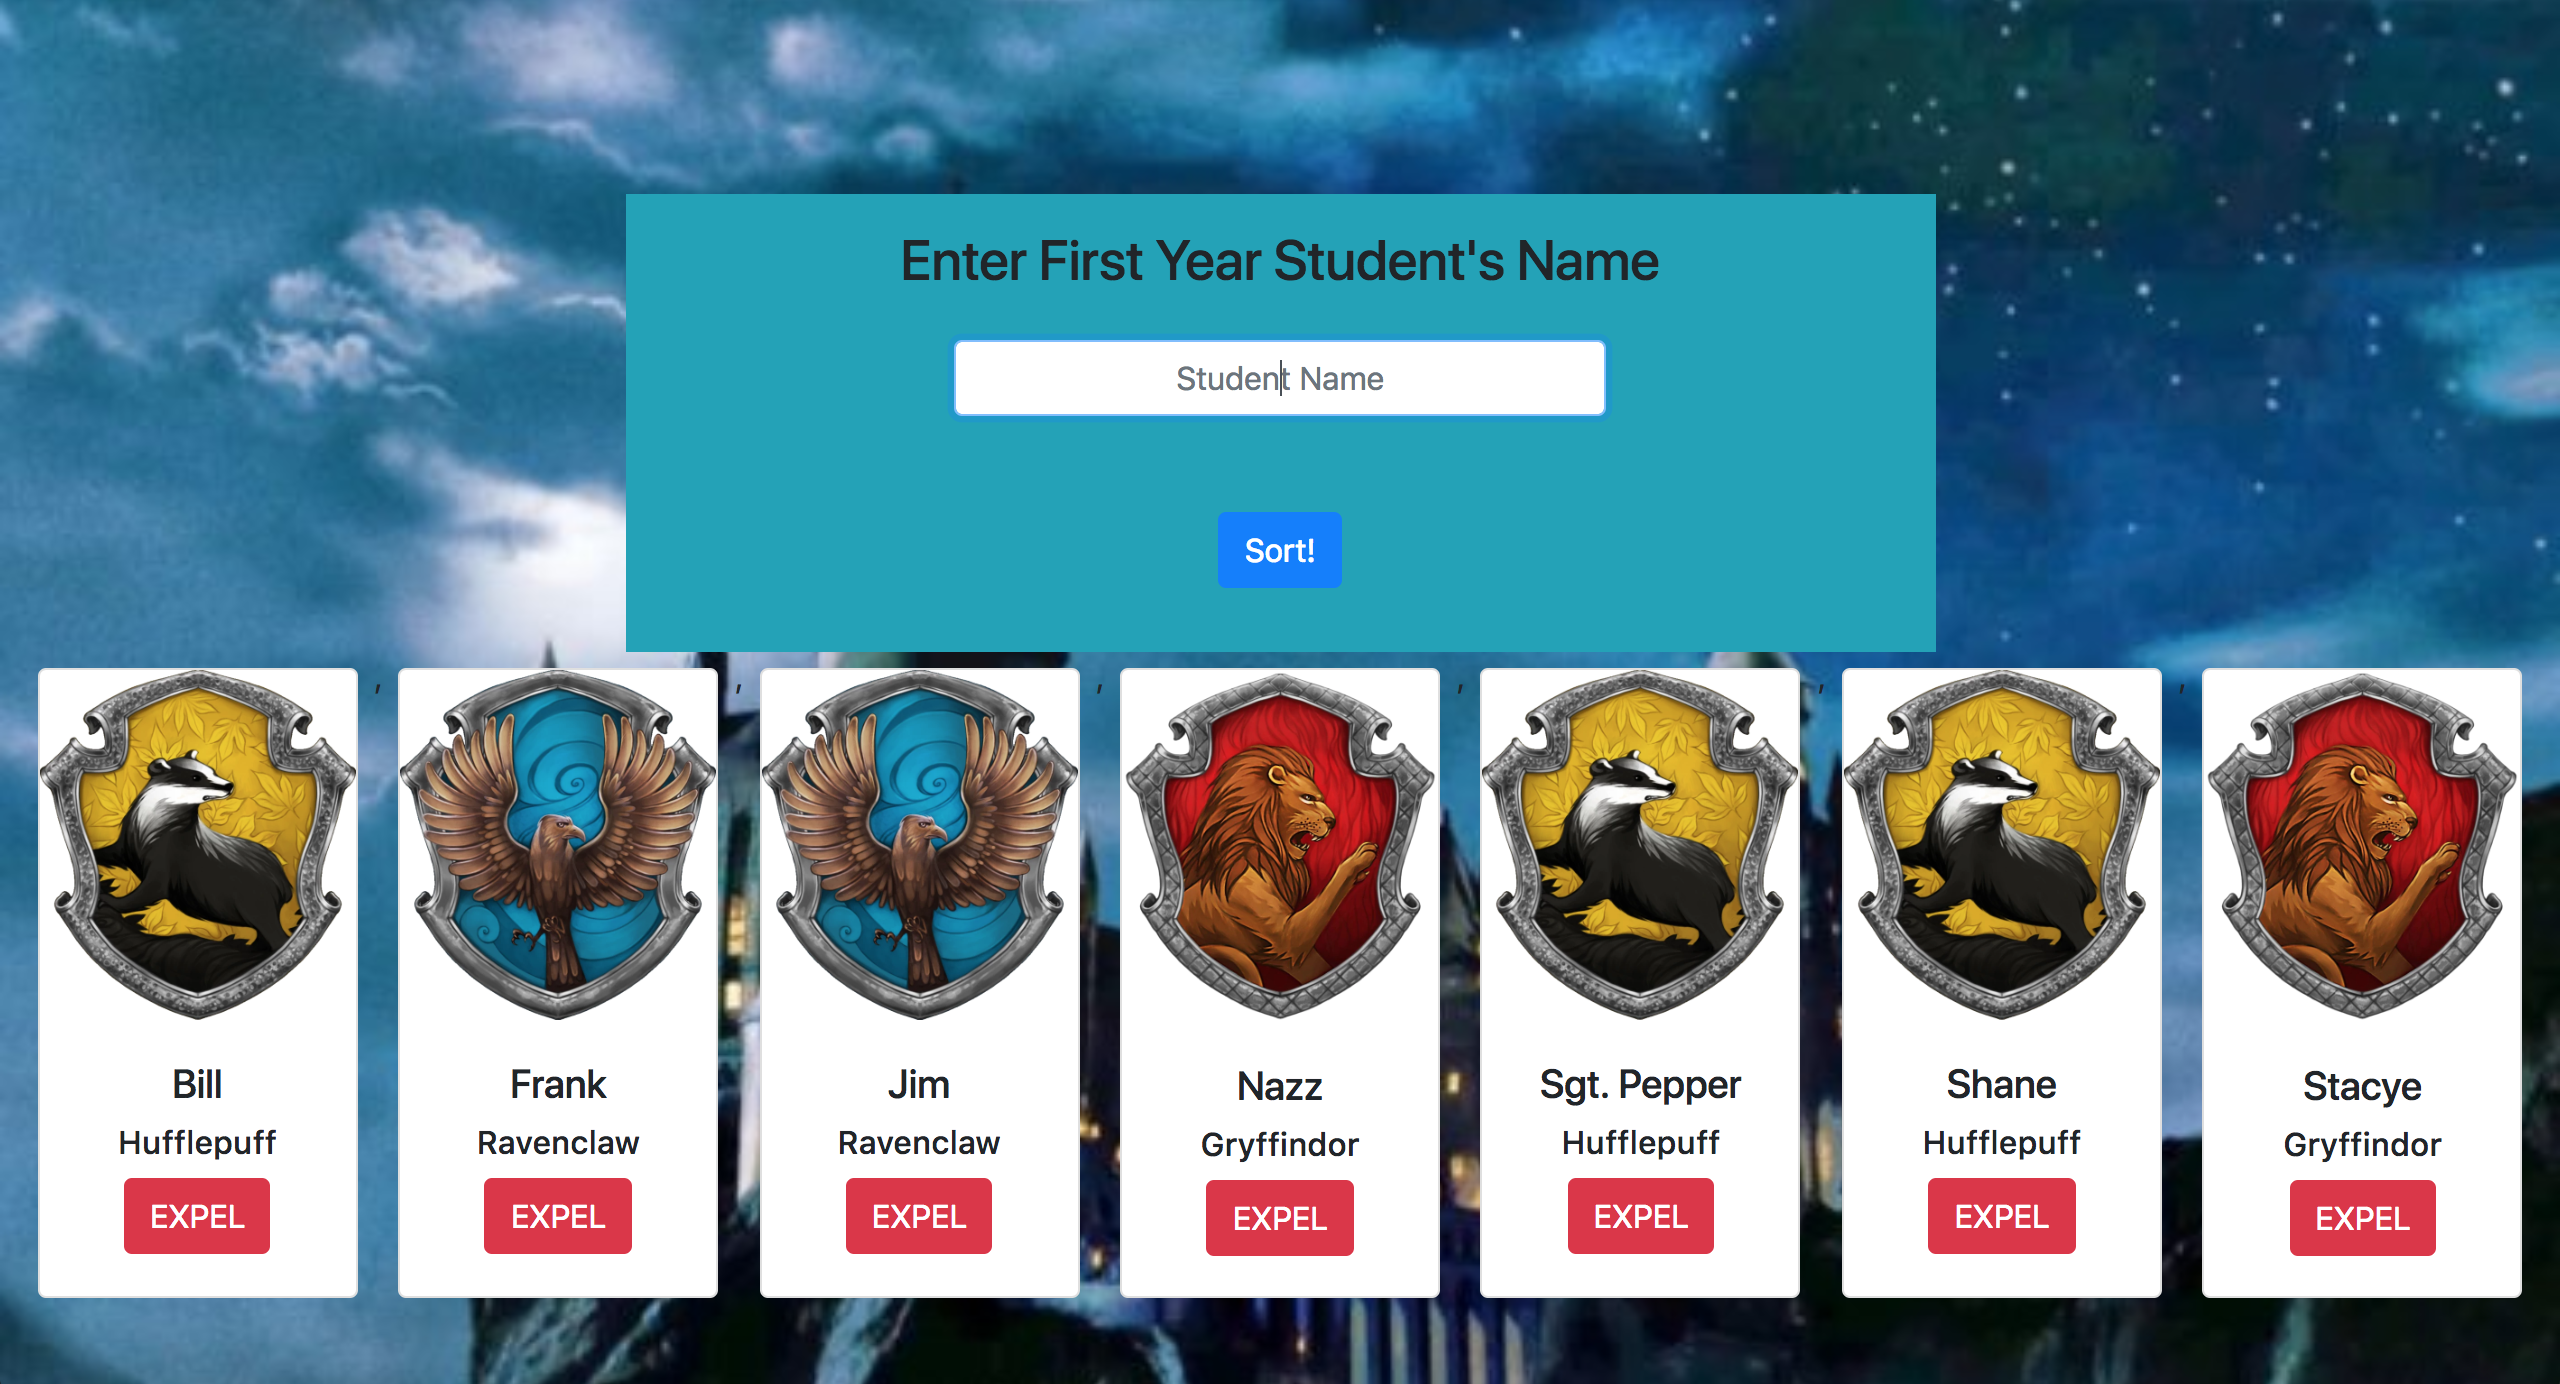 Enter First Year Student's Name
Student Name
Sort!
, , , , , ,
Bill Frank Jim Nazz Sgt. Pepper Shane Stacye
Hufflepuff Ravenclaw Ravenclaw Gryffindor Hufflepuff Hufflepuff Gryffindor
EXPEL EXPEL EXPEL EXPEL EXPEL EXPEL EXPEL